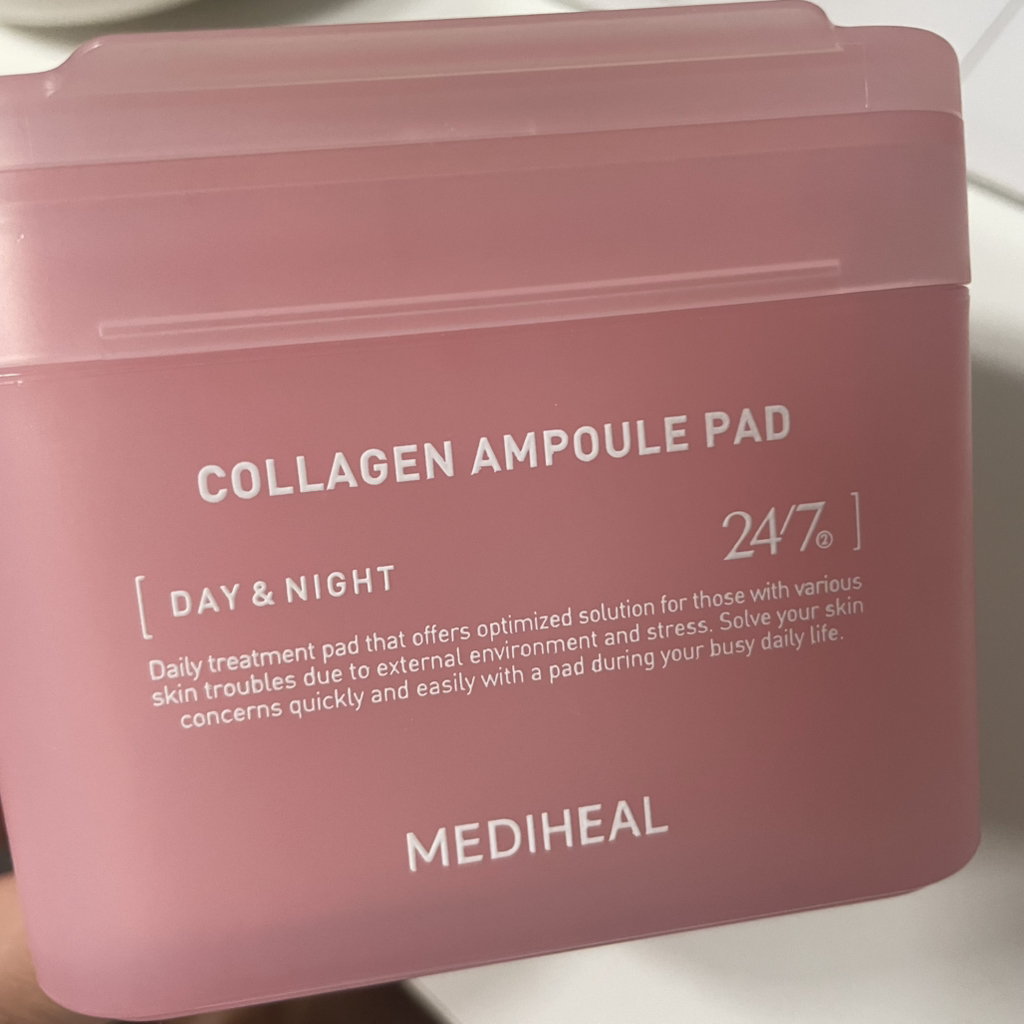 COLLAGEN AMPOULE PAD
[ DAY & NIGHT 24/7② ]
Daily treatment pad that offers optimized solution for those with various
skin troubles due to external environment and stress. Solve your skin
concerns quickly and easily with a pad during your busy daily life.
MEDIHEAL